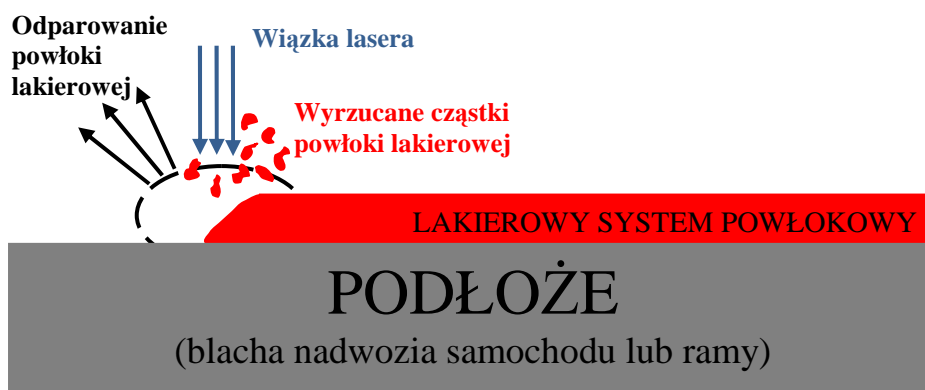 Odparowanie
powłoki
lakierowej
Wiązka lasera
Wyrzucane cząstki
powłoki lakierowej
LAKIEROWY SYSTEM POWŁOKOWY
PODŁOŻE
(blacha nadwozia samochodu lub ramy)